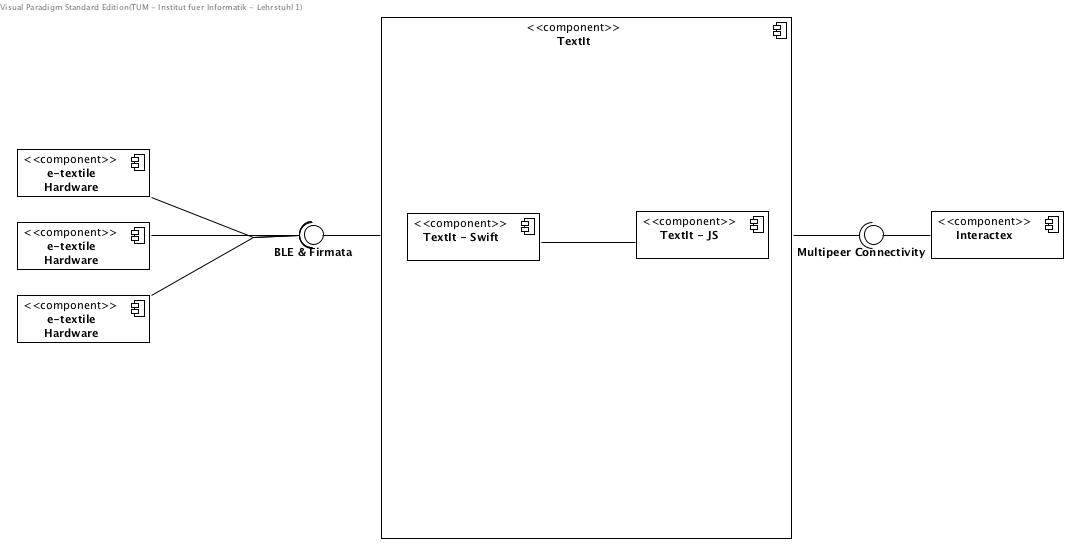 Visual Paradigm Standard Edition(TUM - Institut fuer Informatik - Lehrstuhl 1)
<<component>>
TextIt
<<component>>
e-textile
Hardware
<<component>>
e-textile
Hardware
<<component>>
e-textile
Hardware
BLE & Firmata
<<component>>
TextIt - Swift
<<component>>
TextIt - JS
Multipeer Connectivity
<<component>>
Interactex